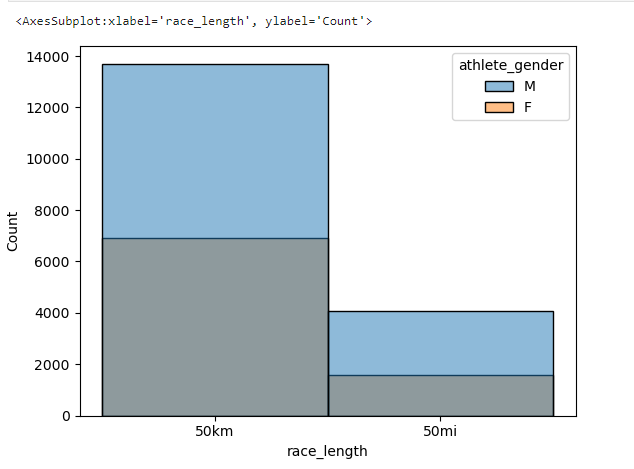 <AxesSubplot:xlabel='race_length', ylabel='Count'>
athlete_gender
M
F
14000
12000
10000
8000
6000
4000
2000
0
Count
50km
50mi
race_length